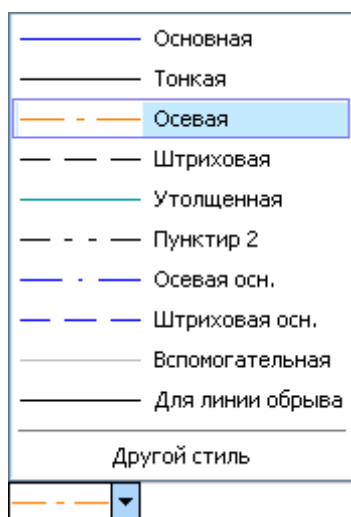 Основная
Тонкая
Осевая
Штриховая
Утолщенная
Пунктир 2
Осевая осн.
Штриховая осн.
Вспомогательная
Для линии обрыва
Другой стиль